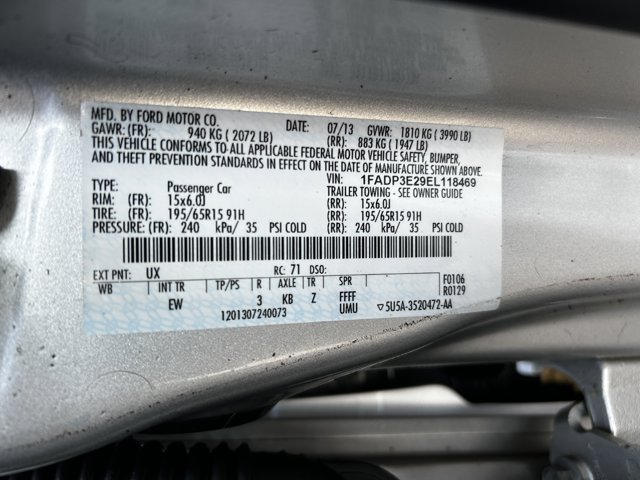 MFD. BY FORD MOTOR CO. DATE: 07/13 GVWR: 1810 KG ( 3990 LB)
GAWR: (FR): 940 KG ( 2072 LB) (RR): 883 KG ( 1947 LB)
THIS VEHICLE CONFORMS TO ALL APPLICABLE FEDERAL MOTOR VEHICLE SAFETY, BUMPER,
AND THEFT PREVENTION STANDARDS IN EFFECT ON THE DATE OF MANUFACTURE SHOWN ABOVE.
VIN: 1FADP3E29EL118469
TYPE: Passenger Car TRAILER TOWING - SEE OWNER GUIDE
RIM: (FR): 15x6.0J (RR): 15x6.0J
TIRE: (FR): 195/65R15 91H (RR): 195/65R15 91H
PRESSURE: (FR): 240 kPa/ 35 PSI COLD (RR): 240 kPa/ 35 PSI COLD
EXT PNT: UX RC: 71 DSO: F0106
WB INT TR TP/PS R AXLE TR SPR R0129
EW 3 KB Z FFFF
1201307240073 UMU ▽5U5A-3520472-AA